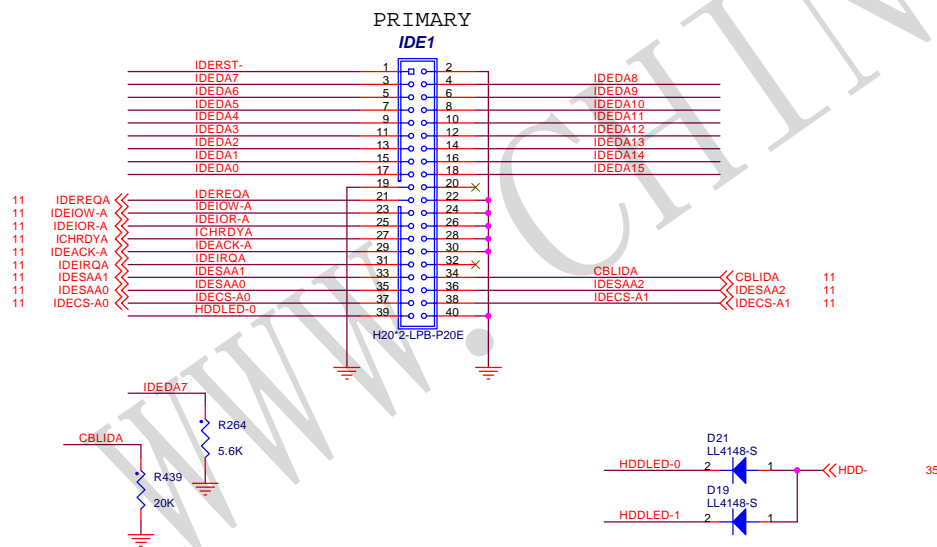 PRIMARY
IDE1
IDERST- 1 2
IDEDA7 3 4 IDEDA8
IDEDA6 5 6 IDEDA9
IDEDA5 7 8 IDEDA10
IDEDA4 9 10 IDEDA11
IDEDA3 11 12 IDEDA12
IDEDA2 13 14 IDEDA13
IDEDA1 15 16 IDEDA14
IDEDA0 17 18 IDEDA15
19 20
11 IDEREQA IDEREQA 21 22
11 IDEIOW-A IDEIOW-A 23 24
11 IDEIOR-A IDEIOR-A 25 26
11 ICHRDYA ICHRDYA 27 28
11 IDEACK-A IDEACK-A 29 30
11 IDEIRQA IDEIRQA 31 32
11 IDESAA1 IDESAA1 33 34 CBLIDA CBLIDA 11
11 IDESAA0 IDESAA0 35 36 IDESAA2 IDESAA2 11
11 IDECS-A0 IDECS-A0 37 38 IDECS-A1 IDECS-A1 11
HDDLED-0 39 40
H20*2-LPB-P20E
IDEDA7
R264
5.6K
CBLIDA
R439
20K
D21
LL4148-S
HDDLED-0 2 1 HDD- 35
D19
LL4148-S
HDDLED-1 2 1
WWW.CHIN